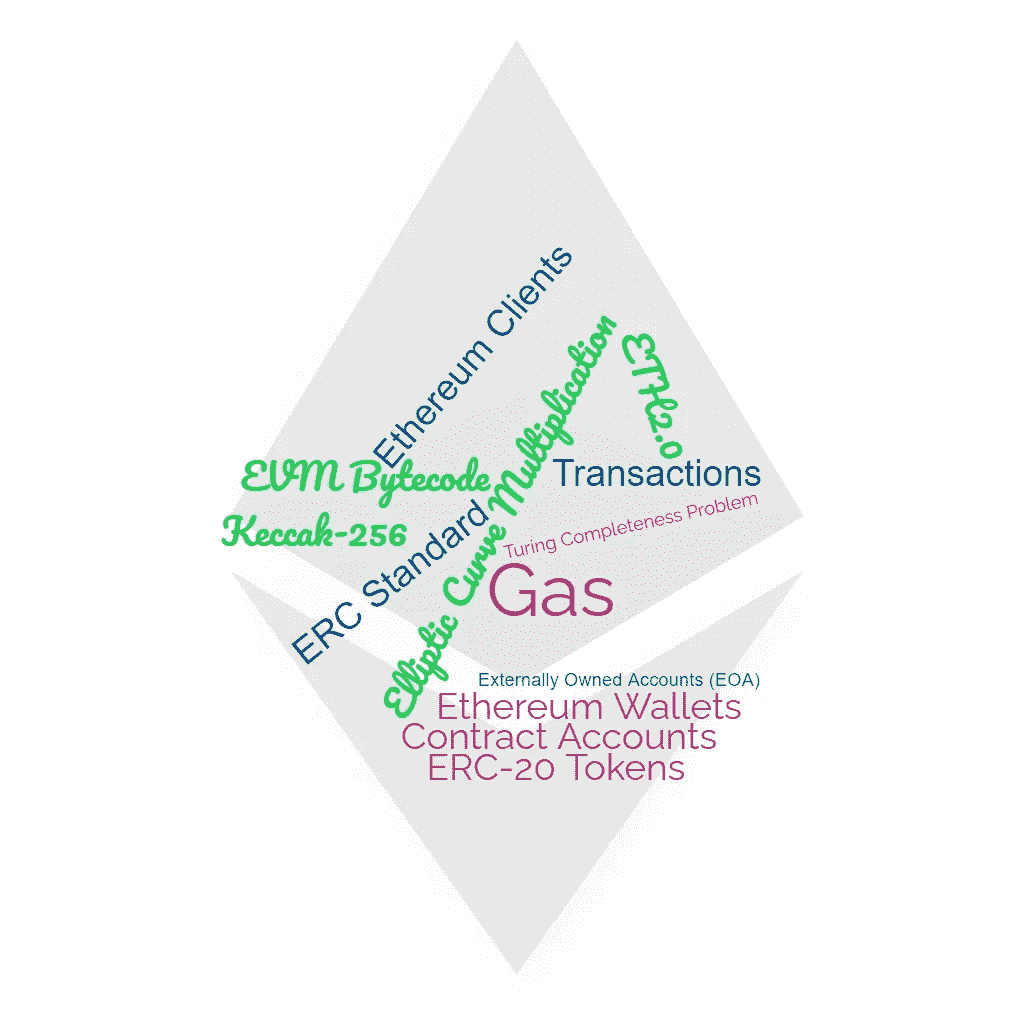 Ethereum Clients
Elliptic Curve Multiplication
ETH2.0
EVM Bytecode
Transactions
Keccak-256
ERC Standard
Turing Completeness Problem
Gas
Externally Owned Accounts (EOA)
Ethereum Wallets
Contract Accounts
ERC-20 Tokens